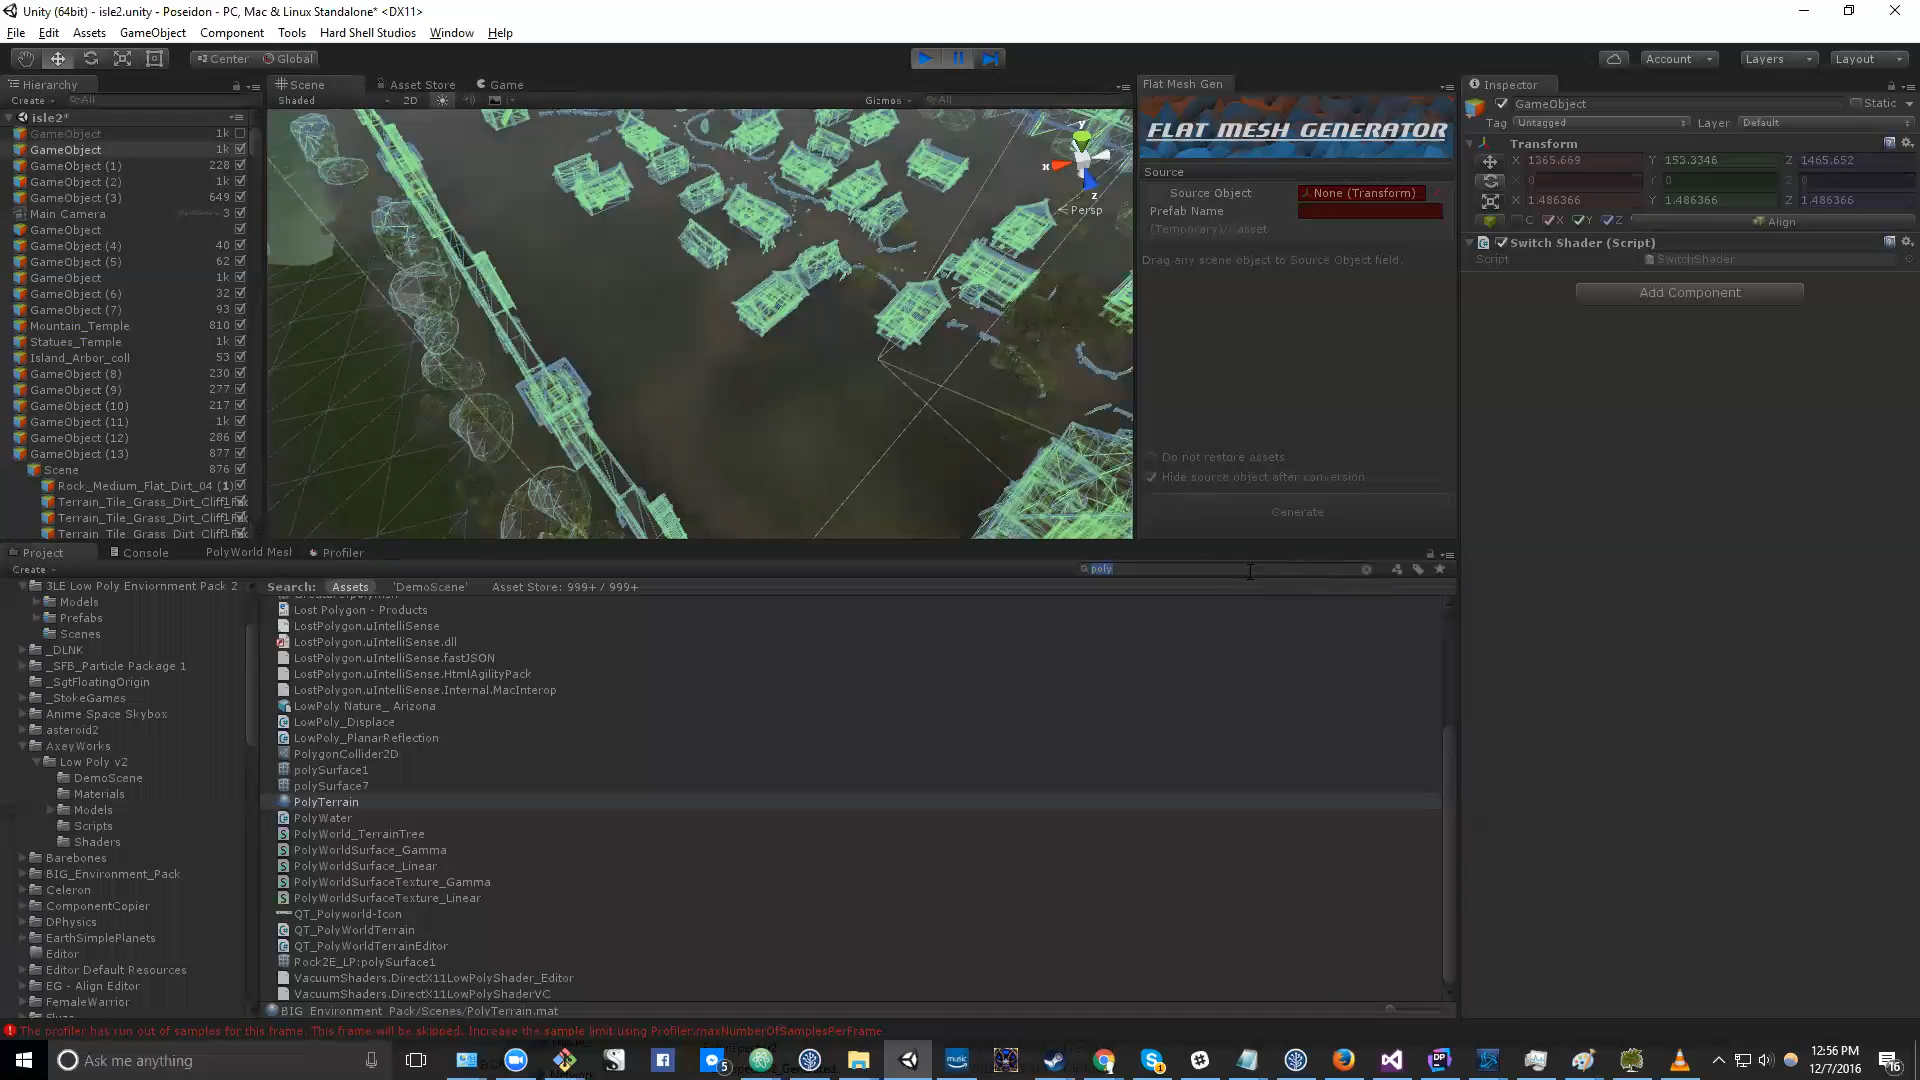 Unity (64bit) - isle2.unity - Poseidon - PC, Mac & Linux Standalone* <DX11>
File Edit Assets GameObject Component Tools Hard Shell Studios Window Help
Center Global
Account Layers Layout
Hierarchy
Create All
isle2*
GameObject 1k
GameObject 1k
GameObject (1) 228
GameObject (2) 1k
GameObject (3) 649
Main Camera 3
GameObject
GameObject (4) 40
GameObject (5) 62
GameObject
GameObject (6) 32
GameObject (7) 93
Mountain_Temple 810
Statues_Temple 1k
Island_Arbor_coll 53
GameObject (8) 230
GameObject (9) 277
GameObject (10) 217
GameObject (11) 1k
GameObject (12) 286
GameObject (13) 877
Scene 876
Rock_Medium_Flat_Dirt_04 (1)
Terrain_Tile_Grass_Dirt_Cliff
Terrain_Tile_Grass_Dirt_Cliff
Terrain_Tile_Grass_Dirt_Cliff
Scene Asset Store Game
Shaded 2D Gizmos All
y
x
z
Persp
Flat Mesh Gen
FLAT MESH GENERATOR
Source
Source Object None (Transform)
Prefab Name
Drag any scene object to Source Object field.
Do not restore assets
Hide source object after conversion
Generate
Inspector
GameObject Static
Tag Untagged Layer Default
Transform
X 1365.669 Y 153.3346 Z 1465.652
X 0 Y 0 Z 0
X 1.486366 Y 1.486366 Z 1.486366
C X Y Z Align
Switch Shader (Script)
Script SwitchShader
Add Component
Project Console PolyWorld Mesl Profiler
Create poly
Search: Assets 'DemoScene' Asset Store: 999+ / 999+
3LE Low Poly Enviornment Pack 2
Models
Prefabs
Scenes
_DLNK
_SFB_Particle Package 1
_SgtFloatingOrigin
_StokeGames
Anime Space Skybox
asteroid2
AxeyWorks
Low Poly v2
DemoScene
Materials
Models
Scripts
Shaders
Barebones
BIG_Environment_Pack
Celeron
ComponentCopier
DPhysics
EarthSimplePlanets
Editor
Editor Default Resources
EG - Align Editor
FemaleWarrior
Lost Polygon - Products
LostPolygon.uIntelliSense
LostPolygon.uIntelliSense.dll
LostPolygon.uIntelliSense.fastJSON
LostPolygon.uIntelliSense.HtmlAgilityPack
LostPolygon.uIntelliSense.Internal.MacInterop
LowPoly Nature_ Arizona
LowPoly_Displace
LowPoly_PlanarReflection
PolygonCollider2D
polySurface1
polySurface7
PolyTerrain
PolyWater
PolyWorld_TerrainTree
PolyWorldSurface_Gamma
PolyWorldSurface_Linear
PolyWorldSurfaceTexture_Gamma
PolyWorldSurfaceTexture_Linear
QT_Polyworld-Icon
QT_PolyWorldTerrain
QT_PolyWorldTerrainEditor
Rock2E_LP:polySurface1
VacuumShaders.DirectX11LowPolyShader_Editor
VacuumShaders.DirectX11LowPolyShaderVC
BIG_Environment_Pack/Scenes/PolyTerrain.mat
The profiler has run out of samples for this frame. This frame will be skipped. Increase the sample limit using Profiler.maxNumberOfSamplesPerFrame
Ask me anything
12:56 PM
12/7/2016